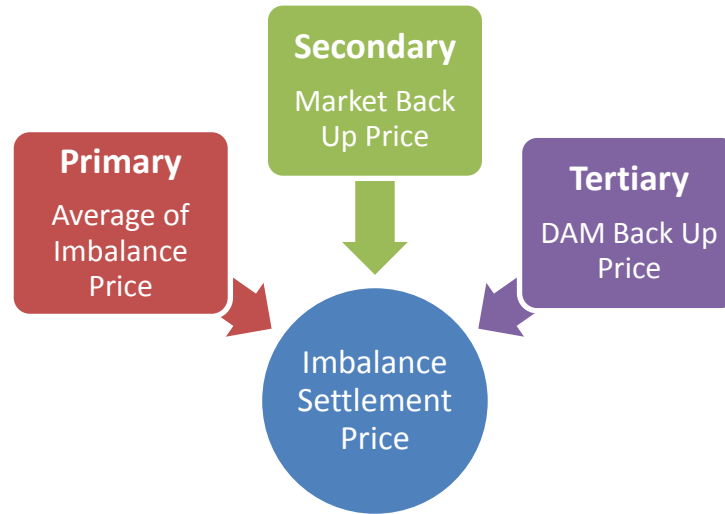 Primary
Average of
Imbalance
Price
Secondary
Market Back
Up Price
Tertiary
DAM Back Up
Price
Imbalance
Settlement
Price